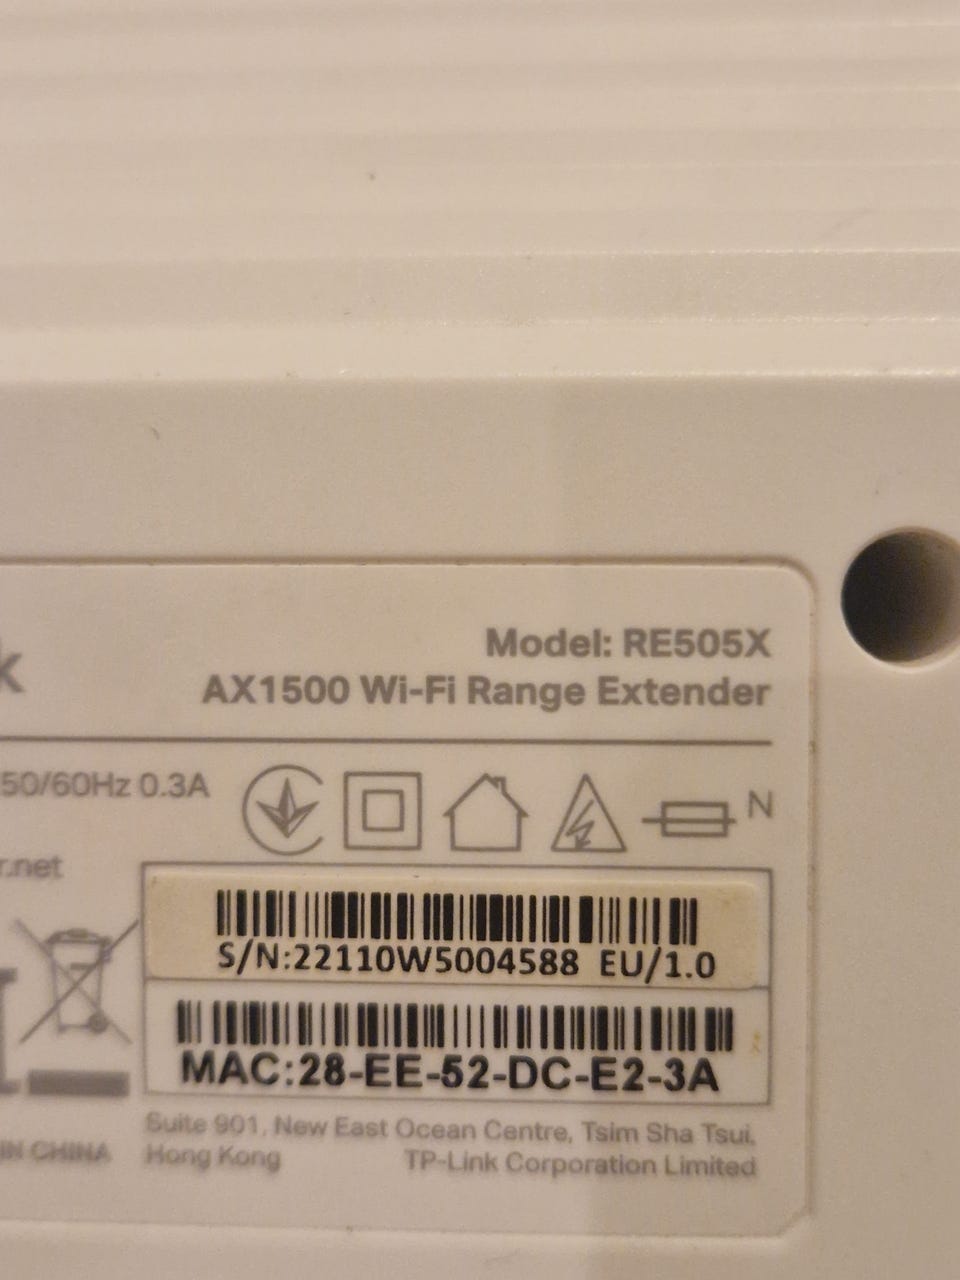 k
Model: RE505X
AX1500 Wi-Fi Range Extender
50/60Hz 0.3A
N
r.net
S/N:22110W5004588 EU/1.0
MAC:28-EE-52-DC-E2-3A
Suite 901, New East Ocean Centre, Tsim Sha Tsui,
IN CHINA
Hong Kong
TP-Link Corporation Limited